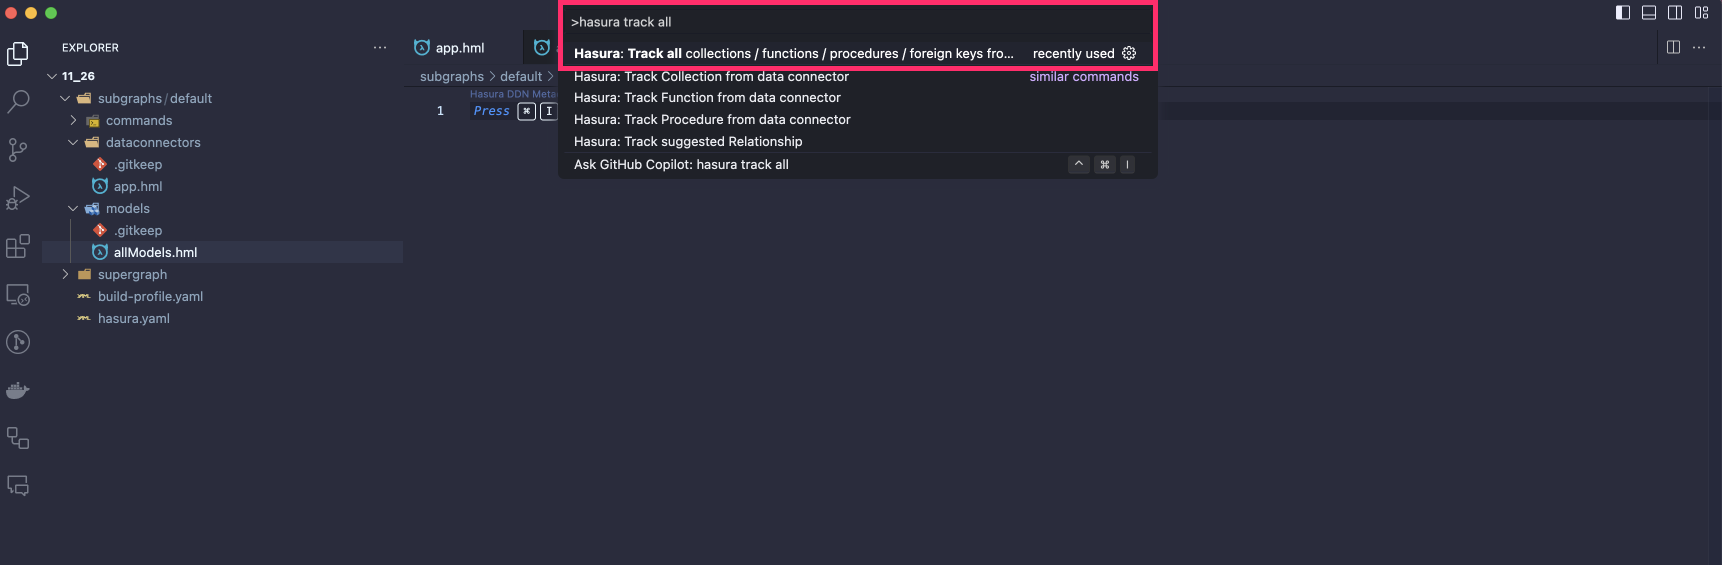 >hasura track all
Hasura: Track all collections / functions / procedures / foreign keys fro... recently used
Hasura: Track Collection from data connector similar commands
Hasura: Track Function from data connector
Hasura: Track Procedure from data connector
Hasura: Track suggested Relationship
Ask GitHub Copilot: hasura track all ^ ⌘ I
EXPLORER
11_26
subgraphs / default
commands
dataconnectors
.gitkeep
app.hml
models
.gitkeep
allModels.hml
supergraph
build-profile.yaml
hasura.yaml
app.hml
subgraphs > default >
Hasura DDN Meta
1 Press ⌘ I